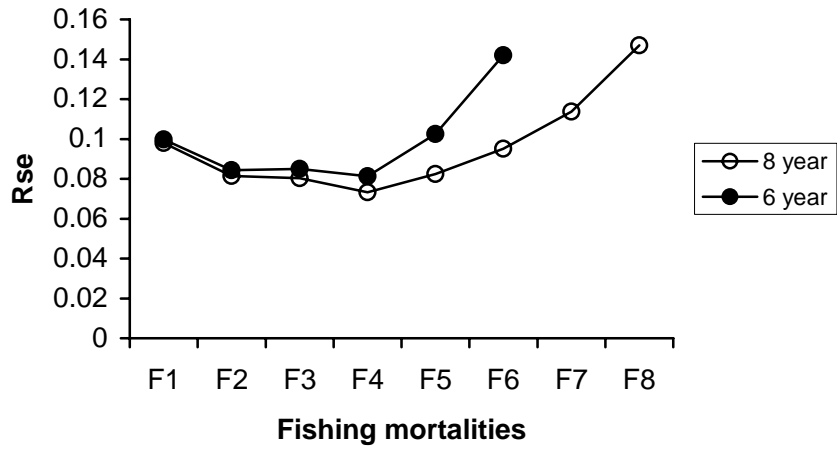 0.16
0.14
0.12
0.1
0.08
0.06
0.04
0.02
0
Rse
F1 F2 F3 F4 F5 F6 F7 F8
Fishing mortalities
8 year
6 year